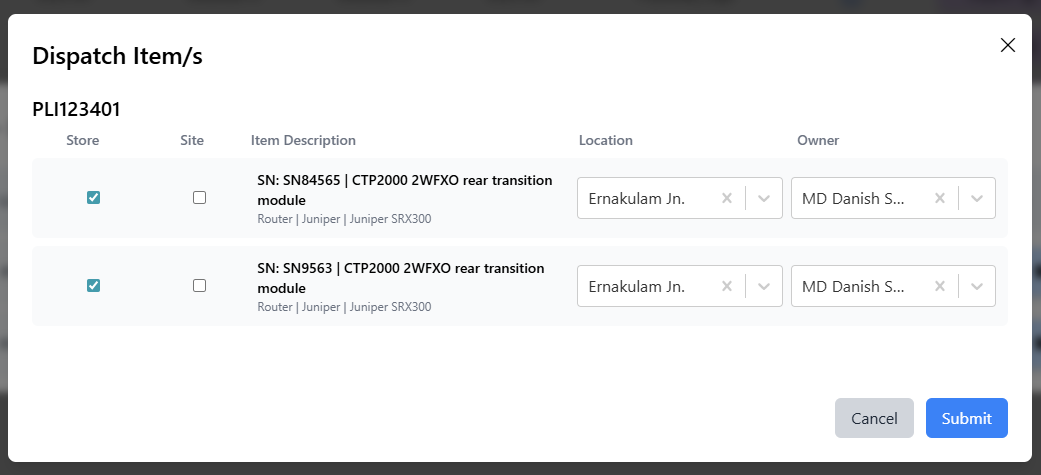 Dispatch Item/s
PLI123401
Store Site Item Description Location Owner
SN: SN84565 | CTP2000 2WFXO rear transition
module
Router | Juniper | Juniper SRX300
Ernakulam Jn.
MD Danish S...
SN: SN9563 | CTP2000 2WFXO rear transition
module
Router | Juniper | Juniper SRX300
Ernakulam Jn.
MD Danish S...
Cancel Submit